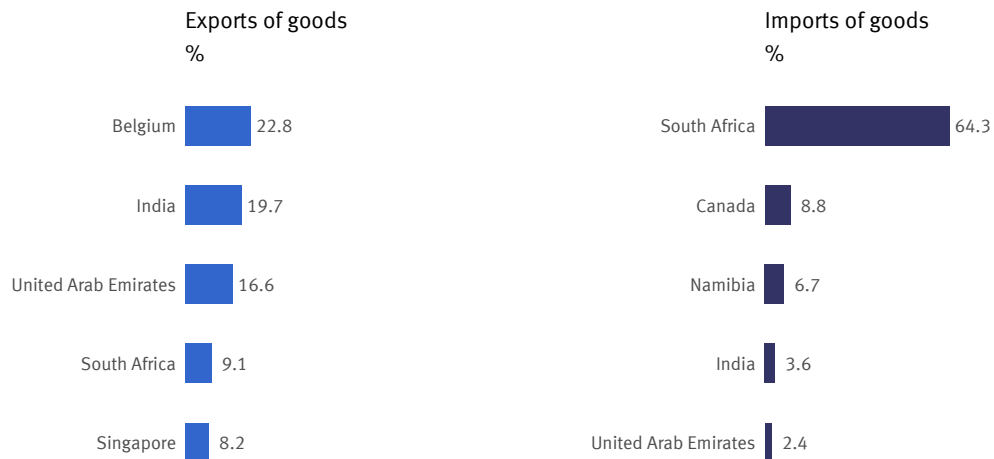 Exports of goods
%
Belgium 22.8
India 19.7
United Arab Emirates 16.6
South Africa 9.1
Singapore 8.2
Imports of goods
%
South Africa 64.3
Canada 8.8
Namibia 6.7
India 3.6
United Arab Emirates 2.4